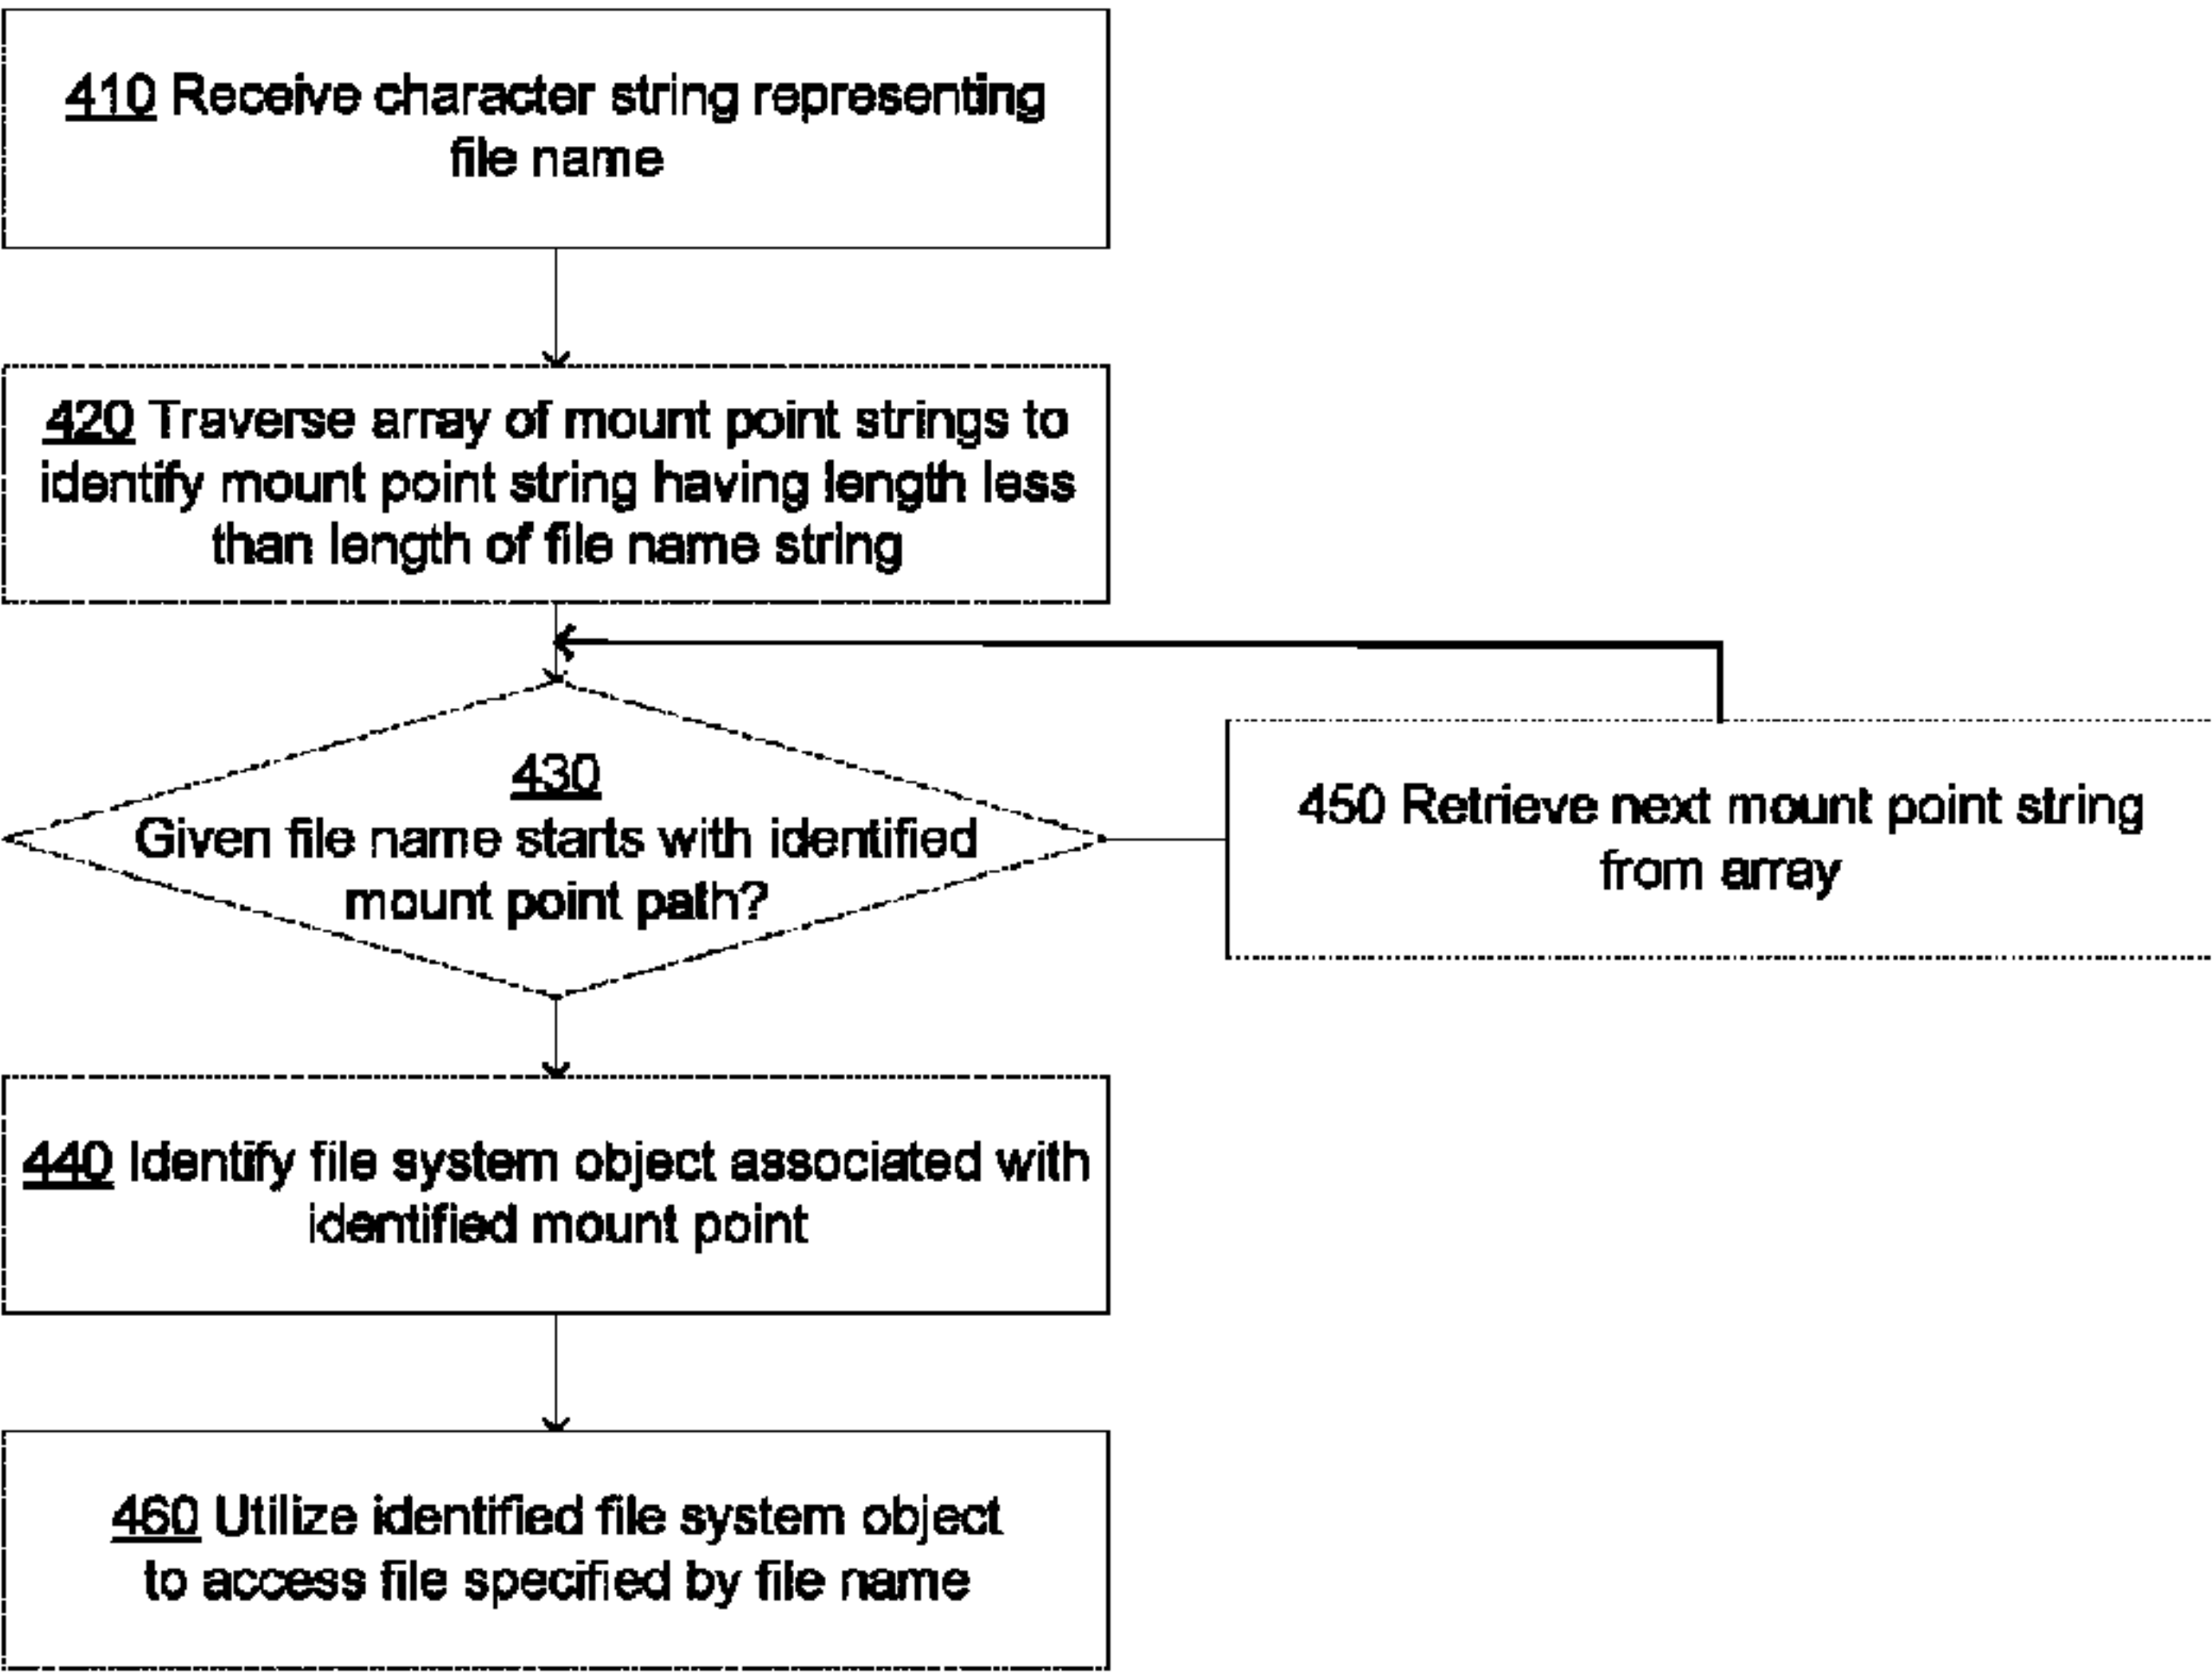 410 Receive character string representing
file name
420 Traverse array of mount point strings to
identify mount point string having length less
than length of file name string
430
Given file name starts with identified
mount point path?
450 Retrieve next mount point string
from array
440 Identify file system object associated with
identified mount point
460 Utilize identified file system object
to access file specified by file name